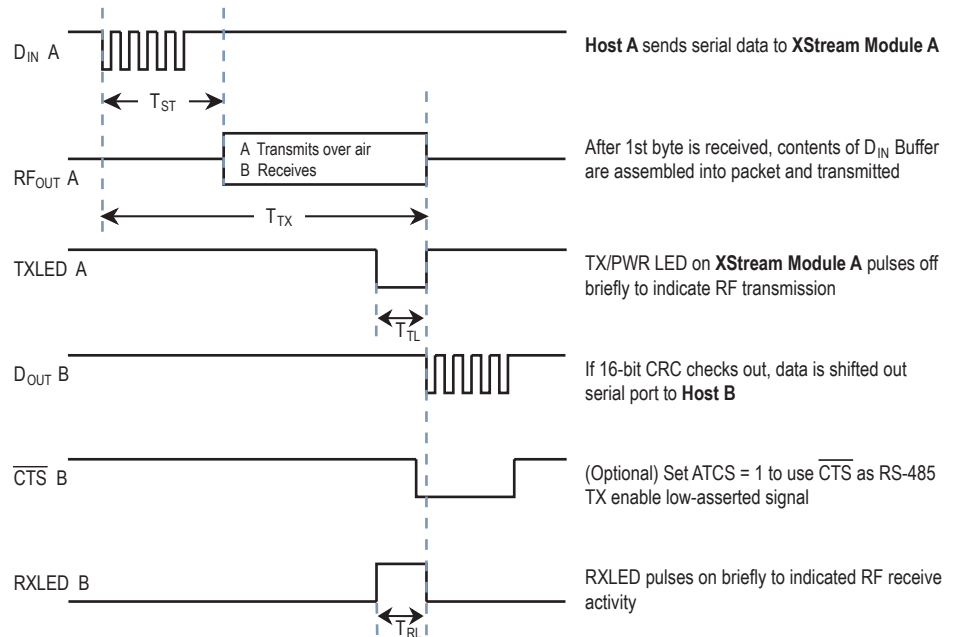 D_IN A
Host A sends serial data to XStream Module A
T_ST
A Transmits over air
B Receives
RF_OUT A
After 1st byte is received, contents of D_IN Buffer
are assembled into packet and transmitted
T_TX
TXLED A
TX/PWR LED on XStream Module A pulses off
briefly to indicate RF transmission
T_TL
D_OUT B
If 16-bit CRC checks out, data is shifted out
serial port to Host B
CTS B
(Optional) Set ATCS = 1 to use CTS as RS-485
TX enable low-asserted signal
RXLED B
RXLED pulses on briefly to indicated RF receive
activity
T_RL